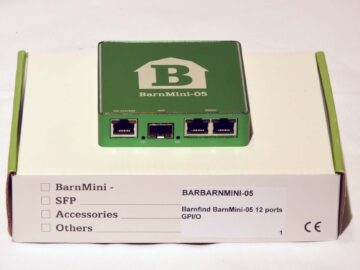 B
BarnMini-05
BarnMini -
SFP
Accessories
Others
BARBARNMINI-05
Barnfind BarnMini-05 12 ports
GPI/O
1
CE